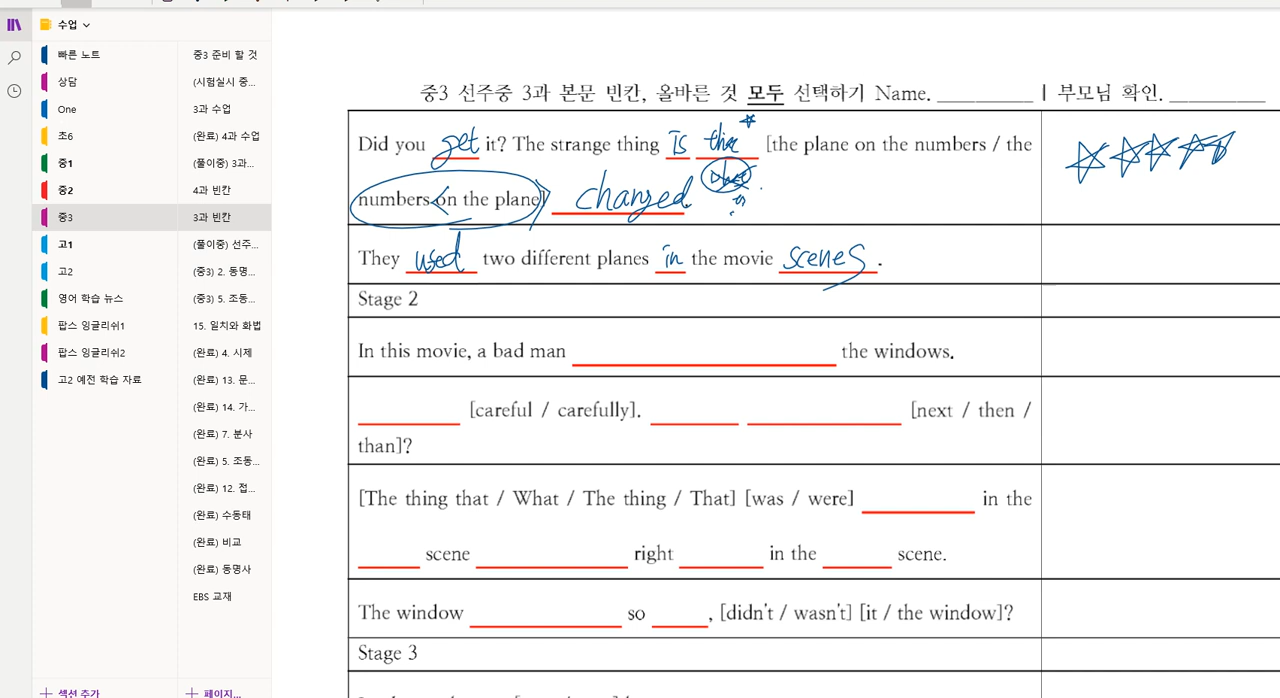 수업
빠른 노트
상담
One
초6
중1
중2
중3
고1
고2
영어 학습 뉴스
팝스 잉글리쉬1
팝스 잉글리쉬2
고2 예전 학습 자료
섹션 추가
중3 준비 할 것
(시험실시 중...
3과 수업
(완료) 4과 수업
(풀이중) 3과...
4과 빈칸
3과 빈칸
(풀이중) 선주...
(중3) 2. 동명...
(중3) 5. 조동...
15. 일치와 화법
(완료) 4. 시제
(완료) 13. 문...
(완료) 14. 가...
(완료) 7. 분사
(완료) 5. 조동...
(완료) 12. 접...
(완료) 수동태
(완료) 비교
(완료) 동명사
EBS 교재
페이지...
중3 선주중 3과 본문 빈칸, 올바른 것 모두 선택하기 Name. __________ | 부모님 확인. __________
Did you get it? The strange thing is [the plane on the numbers / the
numbers on the plane] changed.
They used two different planes in the movie scenes.
Stage 2
In this movie, a bad man ____ the windows.
____ [careful / carefully]. ____ ____ [next / then /
than]?
[The thing that / What / The thing / That] [was / were] ____ in the
____ scene ____ right ____ in the ____ scene.
The window ____ so ____, [didn't / wasn't] [it / the window]?
Stage 3